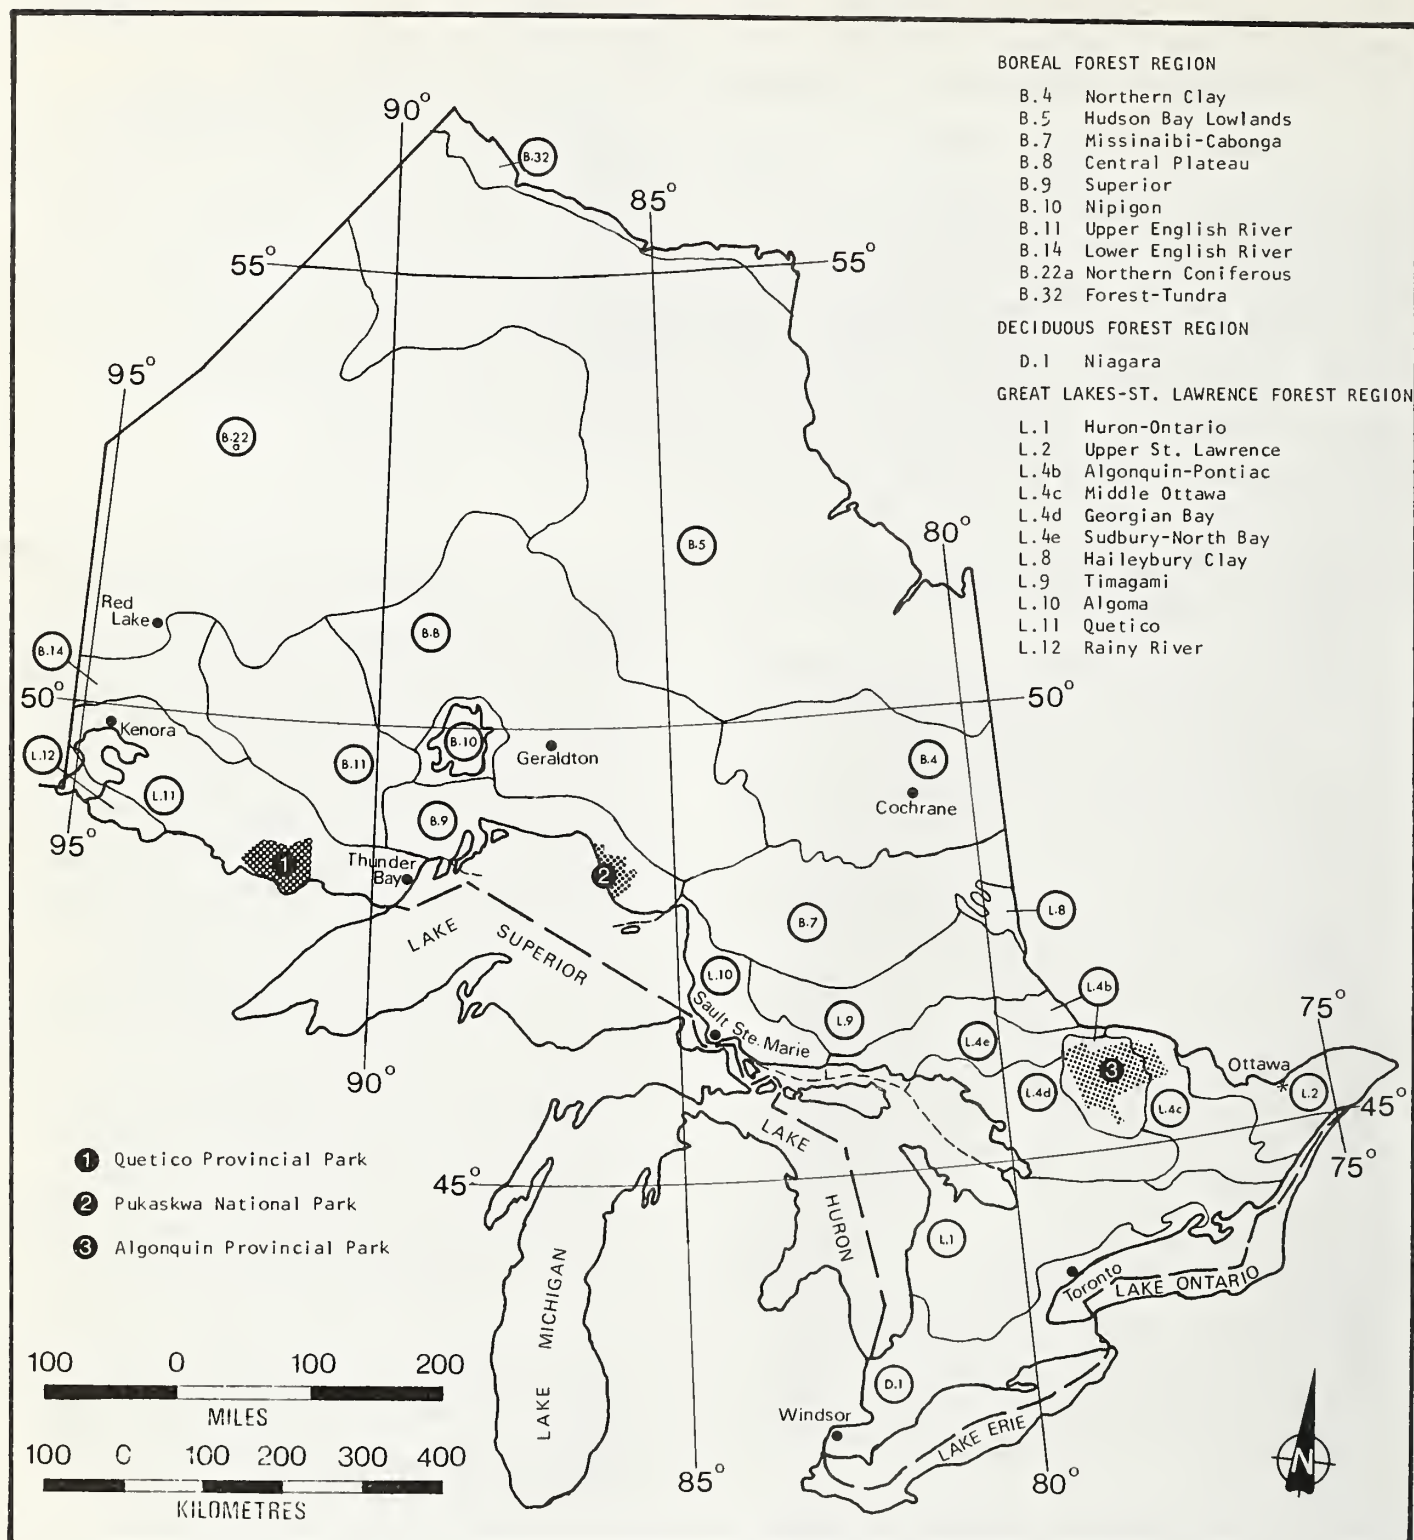 BOREAL FOREST REGION
B.4 Northern Clay
B.5 Hudson Bay Lowlands
B.7 Missinaibi-Cabonga
B.8 Central Plateau
B.9 Superior
B.10 Nipigon
B.11 Upper English River
B.14 Lower English River
B.22a Northern Coniferous
B.32 Forest-Tundra
DECIDUOUS FOREST REGION
D.1 Niagara
GREAT LAKES-ST. LAWRENCE FOREST REGION
L.1 Huron-Ontario
L.2 Upper St. Lawrence
L.4b Algonquin-Pontiac
L.4c Middle Ottawa
L.4d Georgian Bay
L.4e Sudbury-North Bay
L.8 Haileybury Clay
L.9 Timagami
L.10 Algoma
L.11 Quetico
L.12 Rainy River
90°
B.32
85°
55°
55°
95°
B.22
a
B.5
80°
Red
Lake
B.8
B.14
50°
50°
Kenora
L.12
B.10
B.11
Geraldton
B.4
L.11
Cochrane
B.9
95°
1
Thunder
Bay
2
B.7
L.8
LAKE
SUPERIOR
L.10
L.4b
Sault Ste. Marie
L.9
75°
L.4e
90°
3
Ottawa
L.4d
L.4c
L.2
45°
LAKE
HURON
75°
45°
1 Quetico Provincial Park
2 Pukaskwa National Park
3 Algonquin Provincial Park
L.1
LAKE MICHIGAN
Toronto
LAKE ONTARIO
100 0 100 200
MILES
D.1
Windsor
LAKE ERIE
100 0 100 200 300 400
KILOMETRES
85°
80°
N